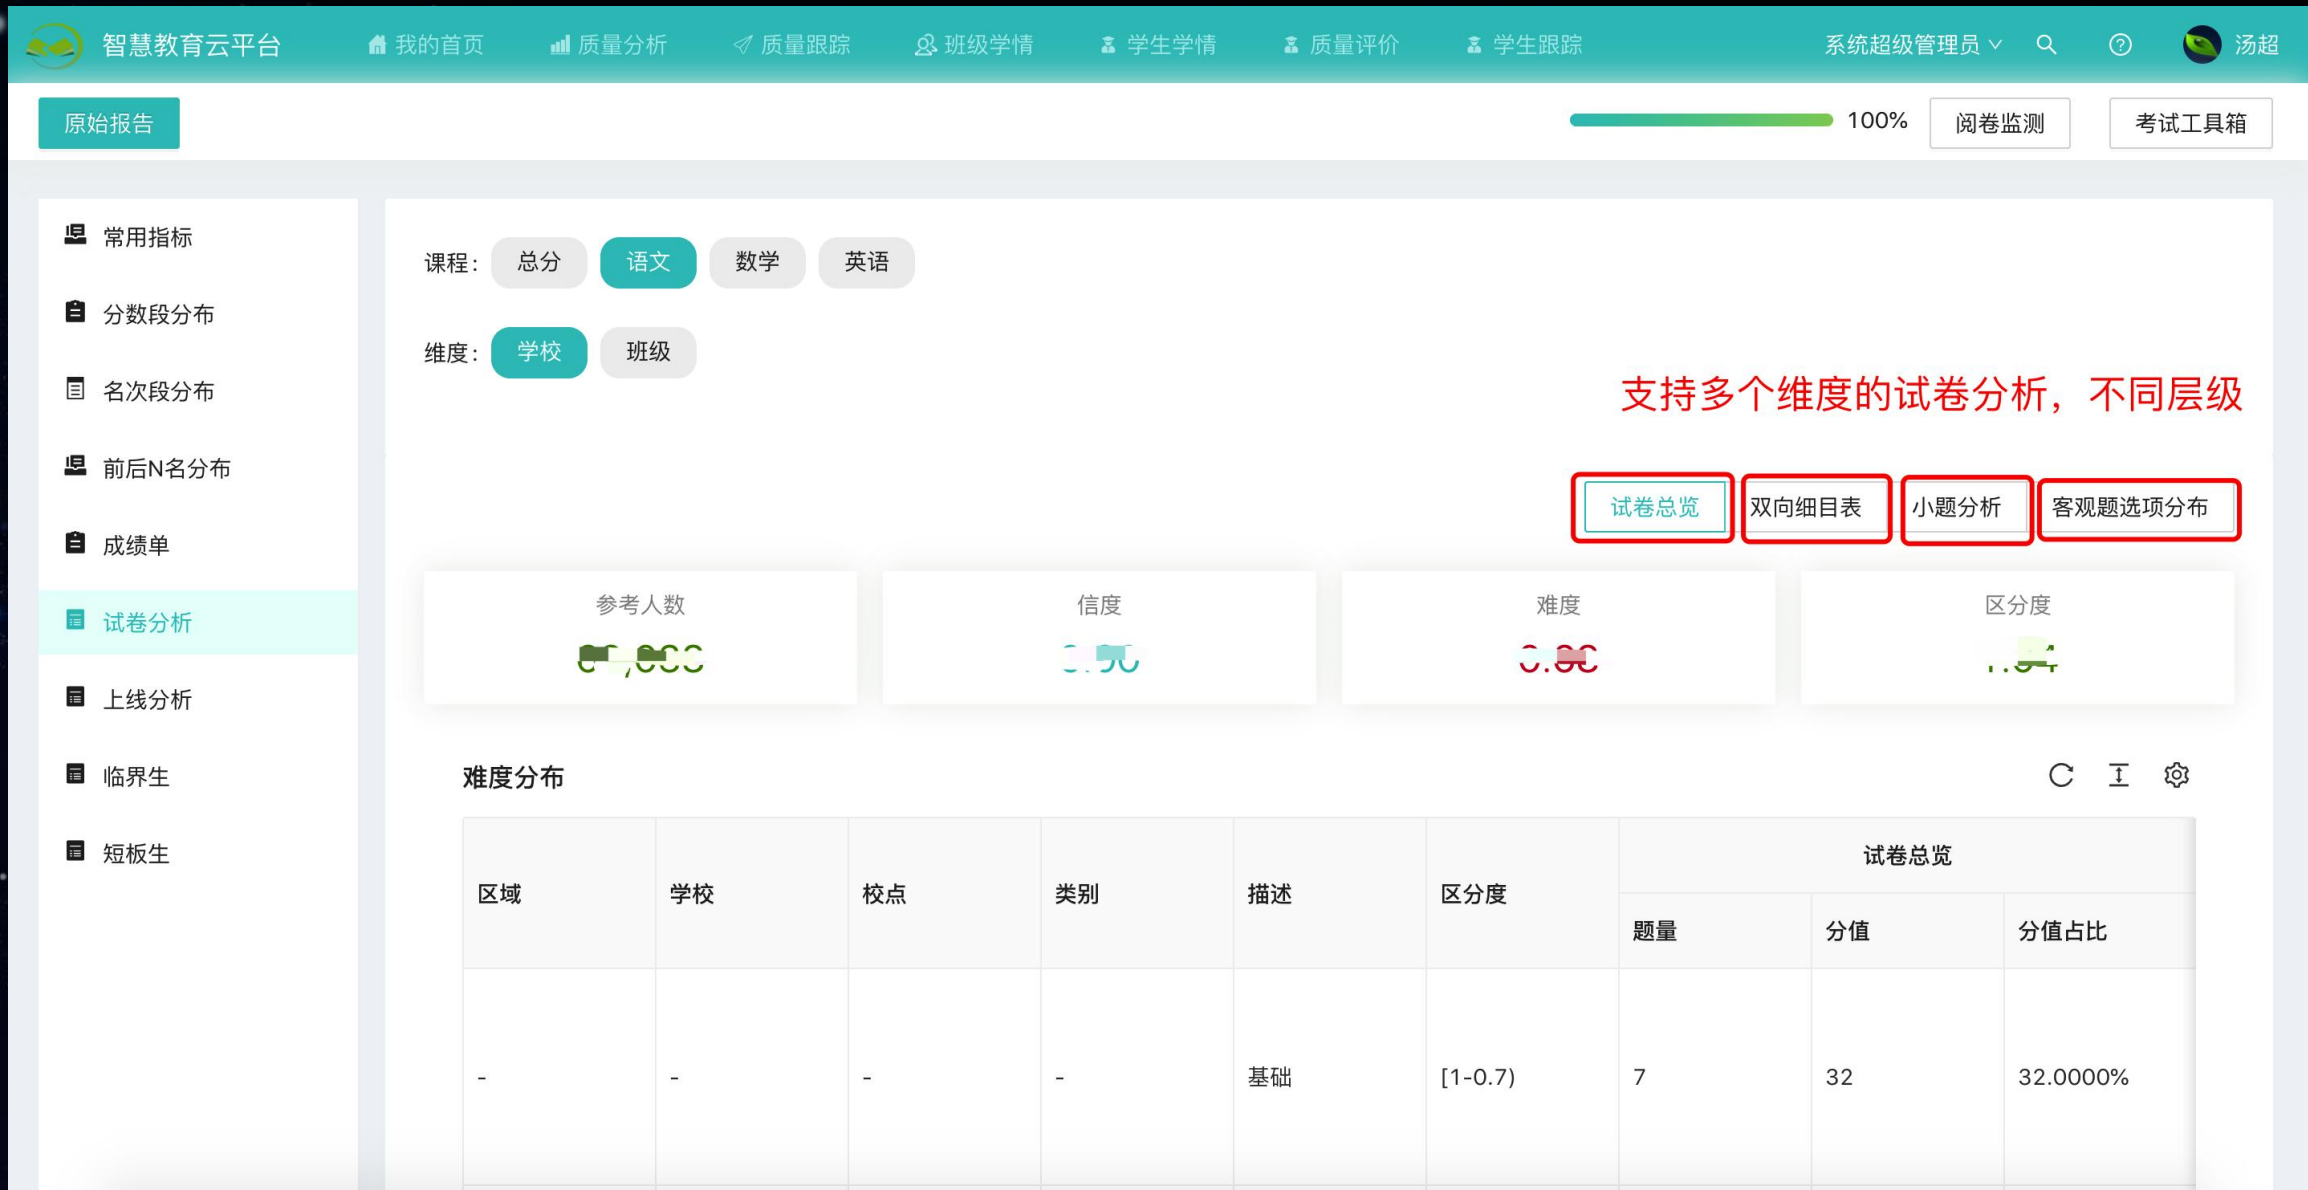 智慧教育云平台 我的首页 质量分析 质量跟踪 班级学情 学生学情 质量评价 学生跟踪 系统超级管理员 汤超
原始报告 100% 阅卷监测 考试工具箱
常用指标
分数段分布
名次段分布
前后N名分布
成绩单
试卷分析
上线分析
临界生
短板生
课程: 总分 语文 数学 英语
维度: 学校 班级
支持多个维度的试卷分析，不同层级
试卷总览 双向细目表 小题分析 客观题选项分布
参考人数 信度 难度 区分度
难度分布
区域 学校 校点 类别 描述 区分度 试卷总览
题量 分值 分值占比
- - - - 基础 [1-0.7) 7 32 32.0000%